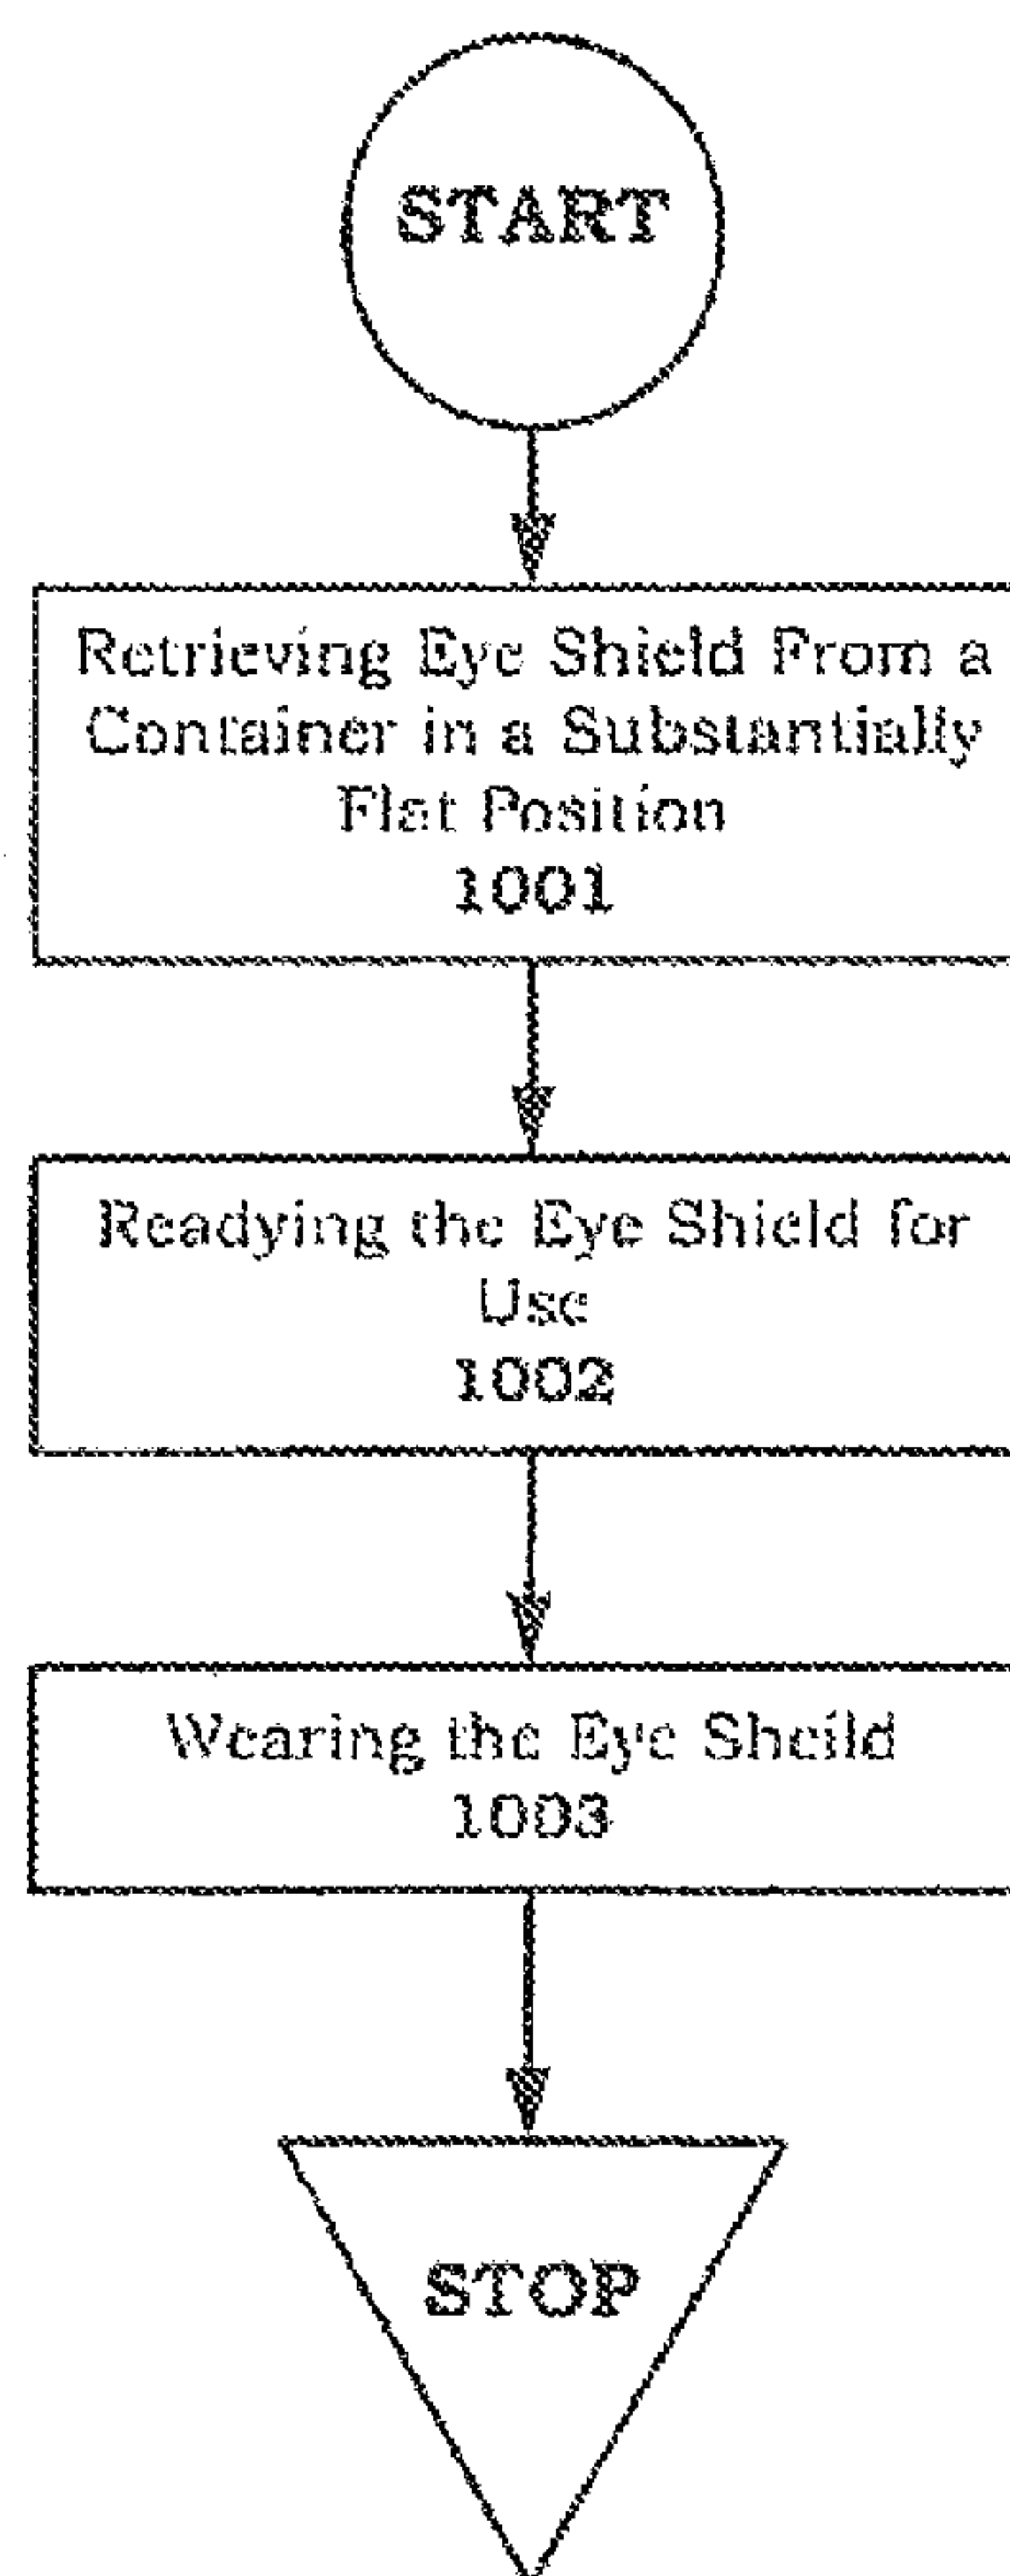 START
Retrieving Eye Shield From a
Container in a Substantially
Flat Position
1001
Readying the Eye Shield for
Use
1002
Wearing the Eye Sheild
1003
STOP